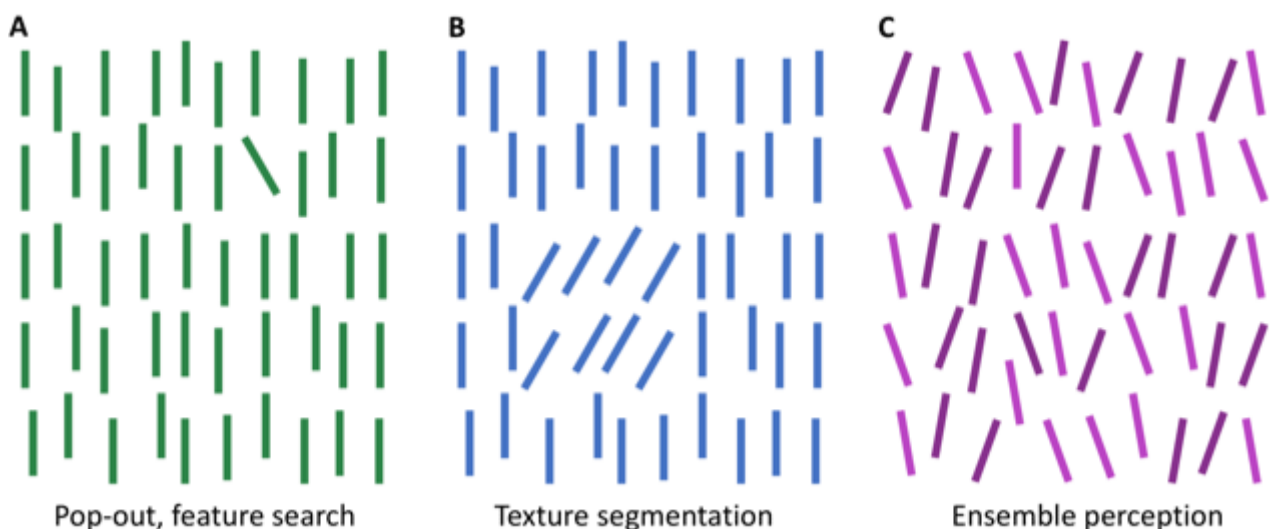 A
B
C
Pop-out, feature search
Texture segmentation
Ensemble perception